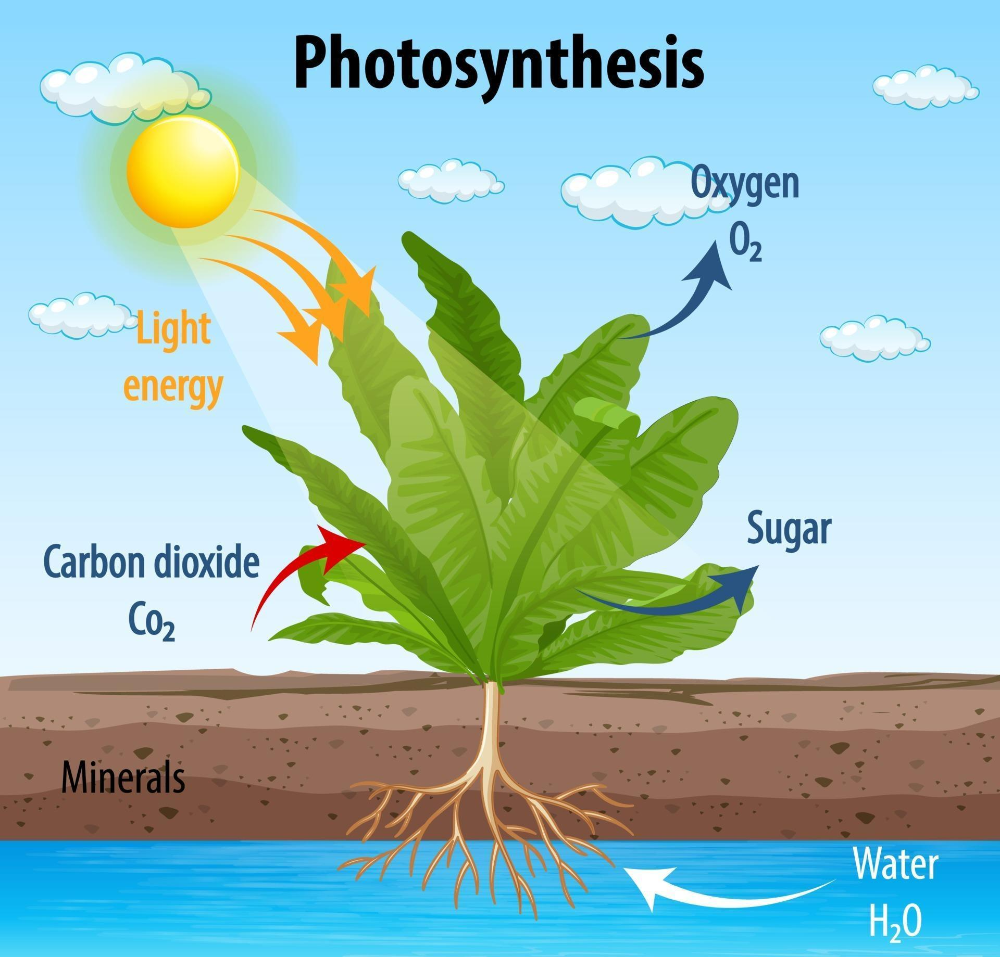 Photosynthesis
Oxygen
O₂
Light
energy
Sugar
Carbon dioxide
Co₂
Minerals
Water
H₂O